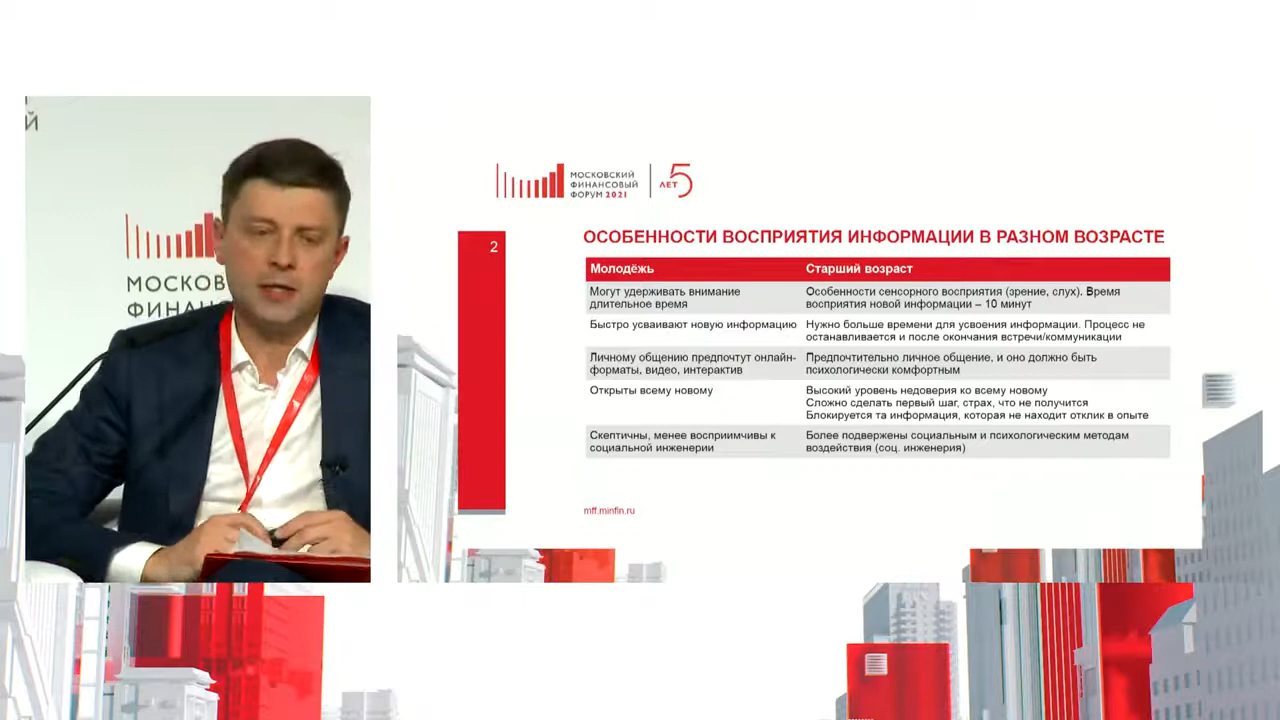 Й
МОСКОВС
ФИНАНС
МОСКОВСКИЙ
ФИНАНСОВЫЙ
ФОРУМ 2021
5 ЛЕТ
2
ОСОБЕННОСТИ ВОСПРИЯТИЯ ИНФОРМАЦИИ В РАЗНОМ ВОЗРАСТЕ
Молодёжь
Старший возраст
Могут удерживать внимание
длительное время
Особенности сенсорного восприятия (зрение, слух). Время
восприятия новой информации – 10 минут
Быстро усваивают новую информацию
Нужно больше времени для усвоения информации. Процесс не
останавливается и после окончания встречи/коммуникации
Личному общению предпочтут онлайн-
форматы, видео, интерактив
Предпочтительно личное общение, и оно должно быть
психологически комфортным
Открыты всему новому
Высокий уровень недоверия ко всему новому
Сложно сделать первый шаг, страх, что не получится
Блокируется та информация, которая не находит отклик в опыте
Скептичны, менее восприимчивы к
социальной инженерии
Более подвержены социальным и психологическим методам
воздействия (соц. инженерия)
mff.minfin.ru